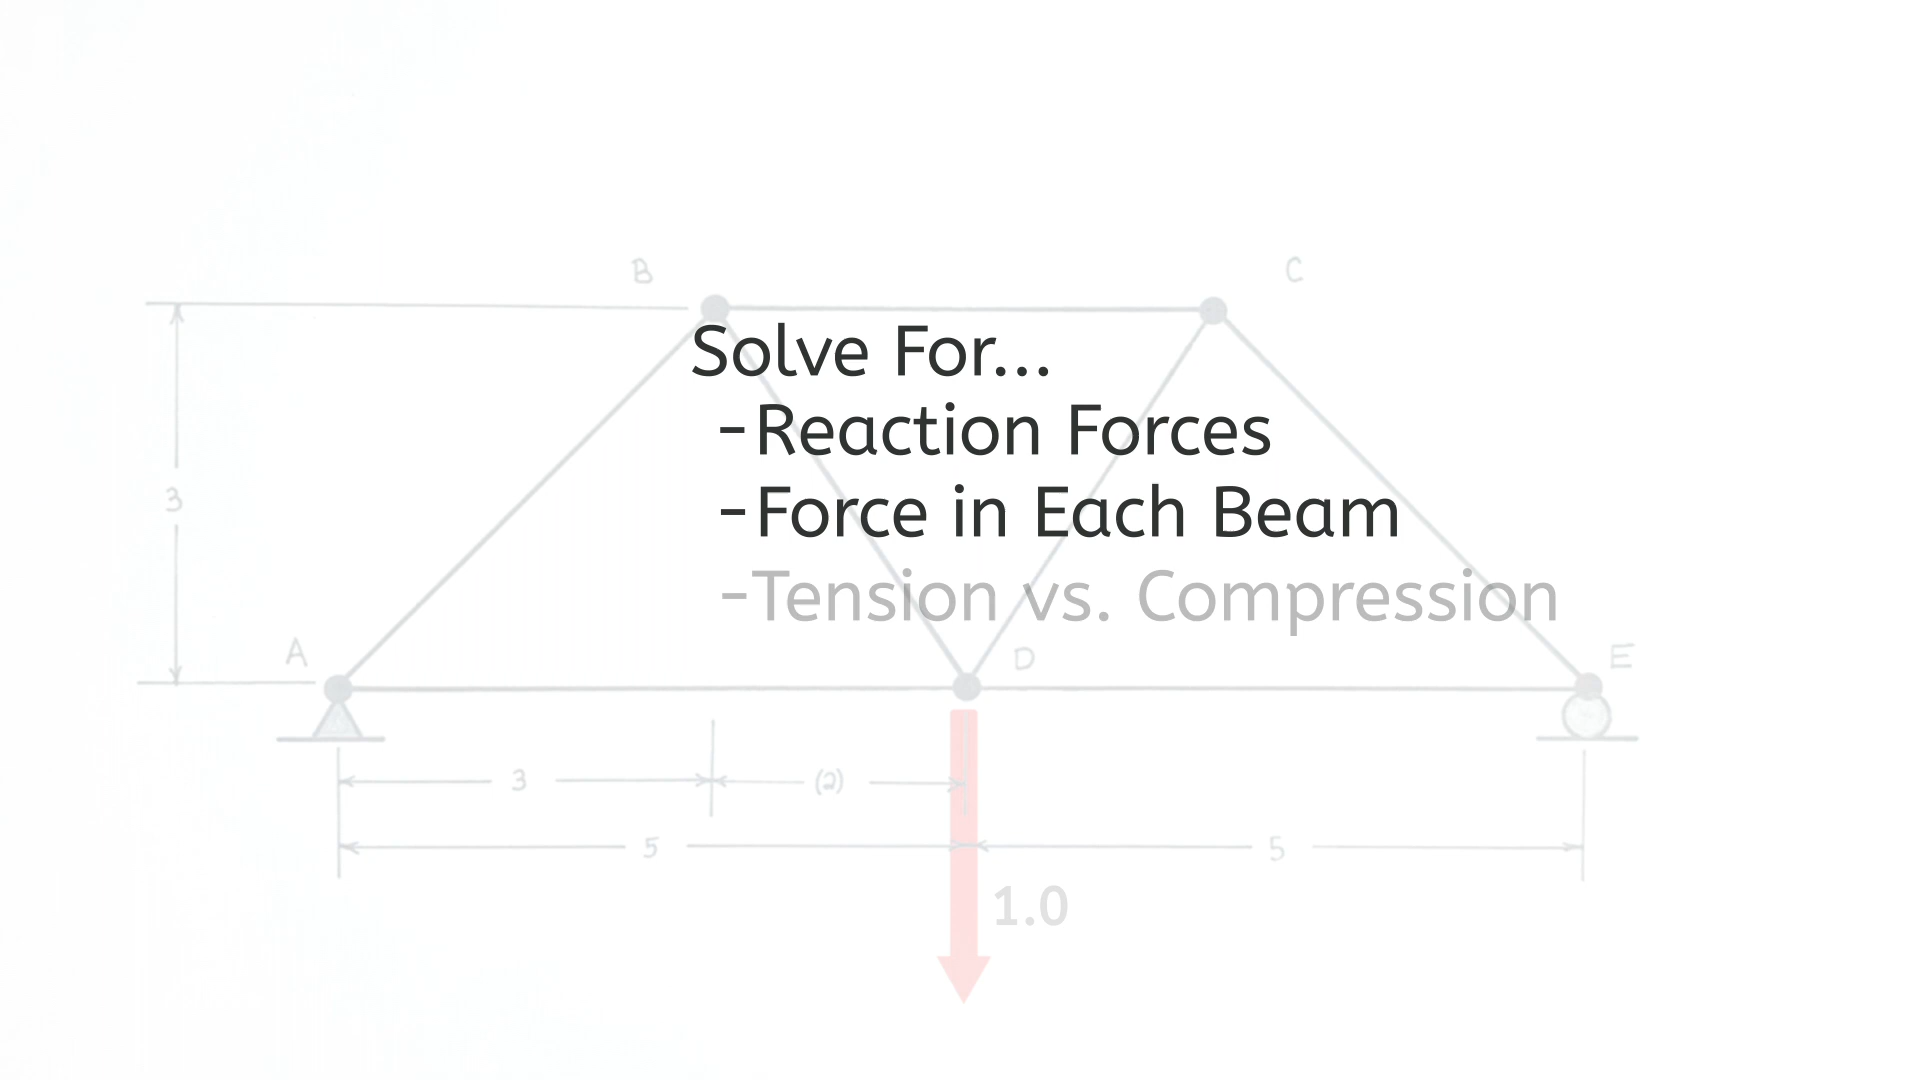 B
C
Solve For...
-Reaction Forces
-Force in Each Beam
3
-Tension vs. Compression
A
D
E
3
(2)
5
5
1.0